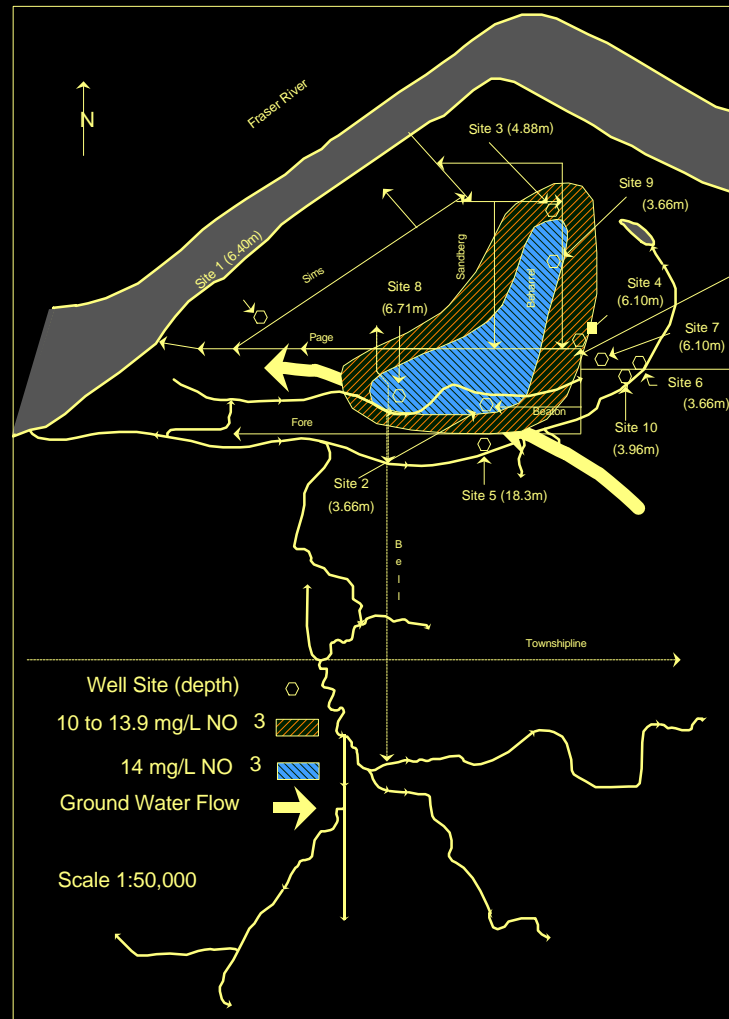 Fraser River
N
Site 3 (4.88m)
Site 9
(3.66m)
Site 1 (6.40m)
Sims
Sandberg
Site 8
(6.71m)
Site 4
(6.10m)
Page
Site 7
(6.10m)
Site 6
(3.66m)
Beaton
Fore
Site 10
(3.96m)
Site 2
(3.66m)
Site 5 (18.3m)
Bell
Townshipline
Well Site (depth)
10 to 13.9 mg/L NO 3
14 mg/L NO 3
Ground Water Flow
Scale 1:50,000